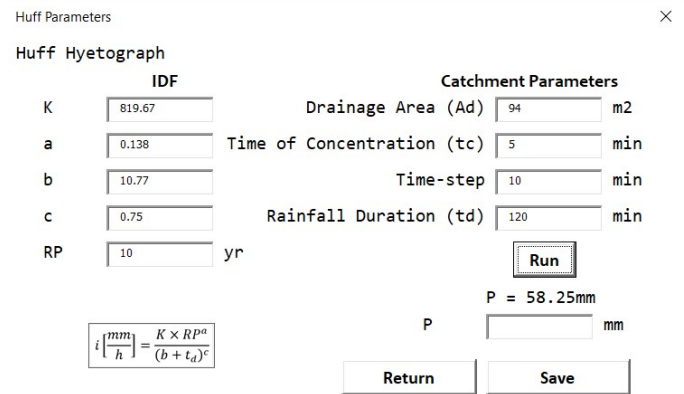 Huff Parameters
Huff Hyetograph
IDF Catchment Parameters
K 819.67 Drainage Area (Ad) 94 m2
a 0.138 Time of Concentration (tc) 5 min
b 10.77 Time-step 10 min
c 0.75 Rainfall Duration (td) 120 min
RP 10 yr Run
P = 58.25mm
P mm
i[mm/h] = K × RPᵃ / (b + t_d)ᶜ
Return Save